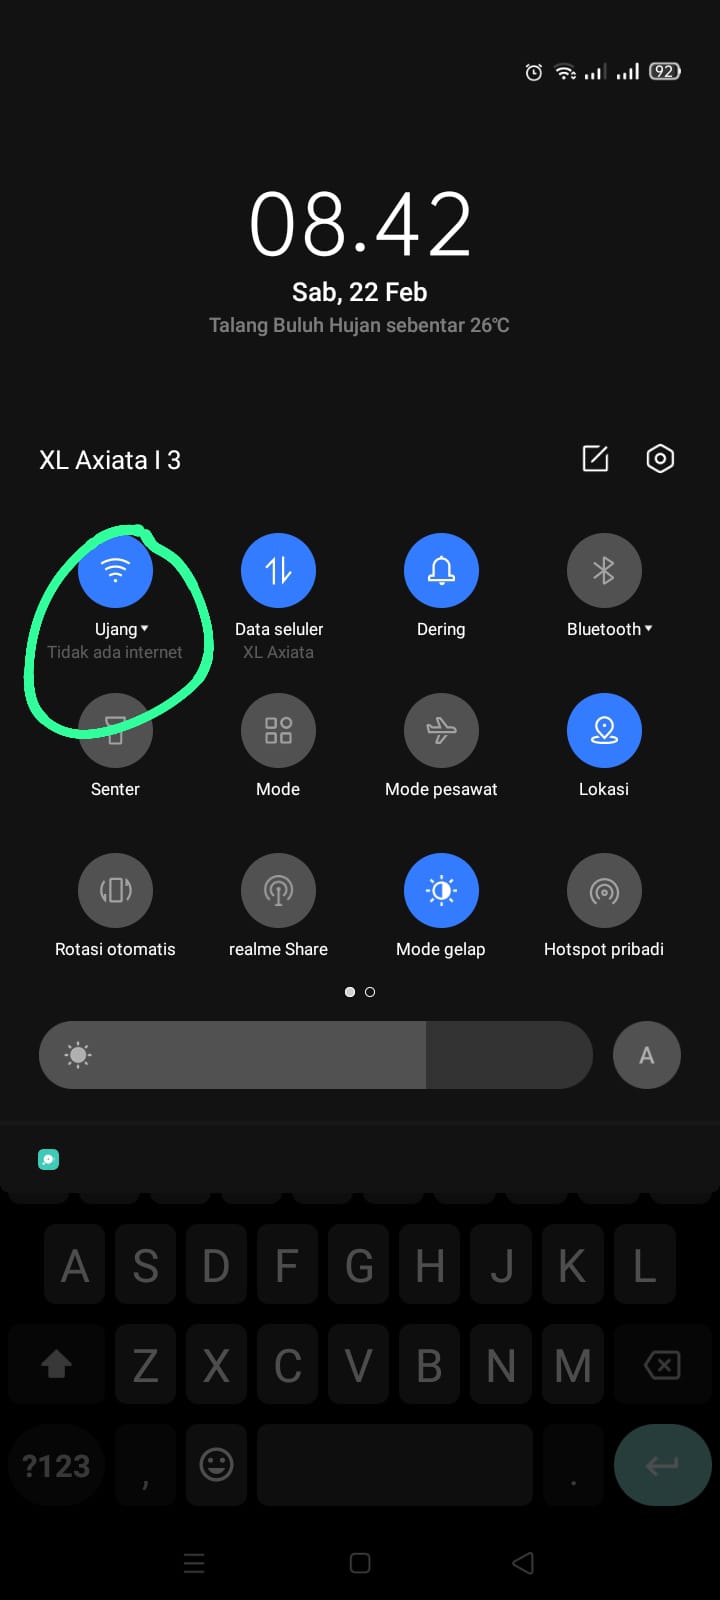 92
08.42
Sab, 22 Feb
Talang Buluh Hujan sebentar 26°C
XL Axiata I 3
Ujang Data seluler Dering Bluetooth
Tidak ada internet XL Axiata
Senter Mode Mode pesawat Lokasi
Rotasi otomatis realme Share Mode gelap Hotspot pribadi
A
A S D F G H J K L
Z X C V B N M
?123 , .